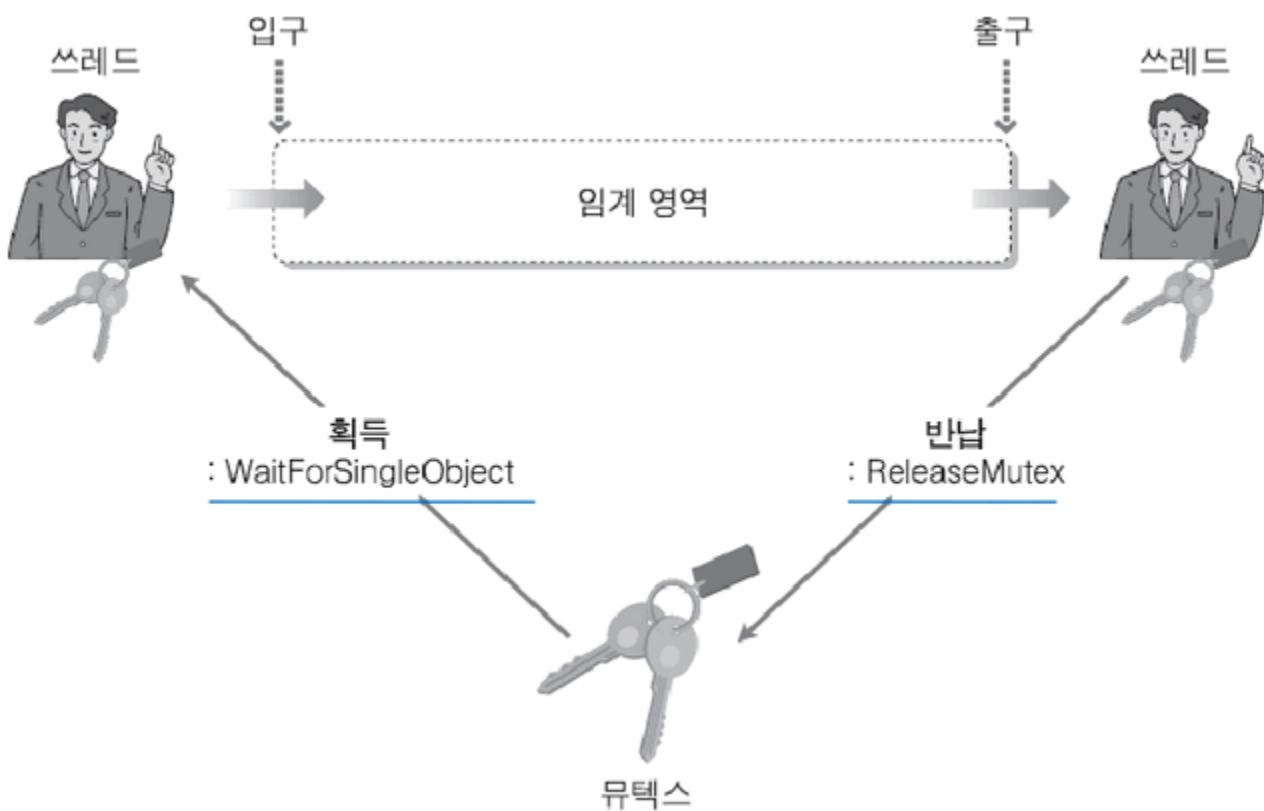 입구
출구
쓰레드
쓰레드
임계 영역
획득
: WaitForSingleObject
반납
: ReleaseMutex
뮤텍스